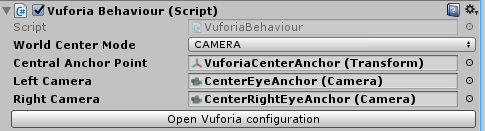 Vuforia Behaviour (Script)
Script VuforiaBehaviour
World Center Mode CAMERA
Central Anchor Point VuforiaCenterAnchor (Transform)
Left Camera CenterEyeAnchor (Camera)
Right Camera CenterRightEyeAnchor (Camera)
Open Vuforia configuration